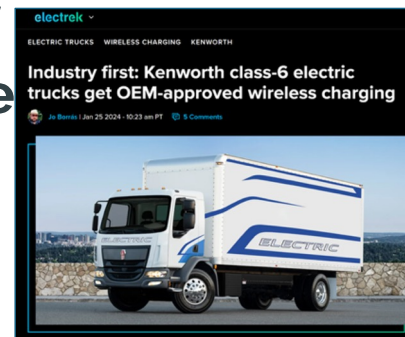 electrek
ELECTRIC TRUCKS WIRELESS CHARGING KENWORTH
Industry first: Kenworth class-6 electric
trucks get OEM-approved wireless charging
Jo Borrás | Jan 25 2024 - 10:23 am PT 5 Comments
ELECTRIC
ELECTRIC
e